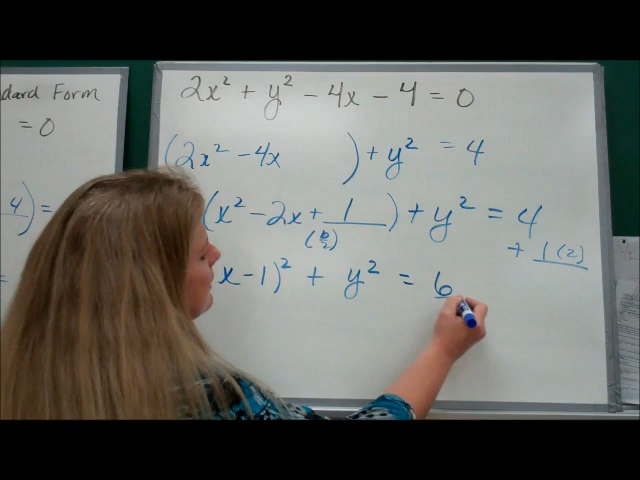 dard Form
= 0
4) =
=
2x² + y² - 4x - 4 = 0
(2x² - 4x ) + y² = 4
(x² - 2x + 1 ) + y² = 4
+ 1(2)
x - 1)² + y² = 6